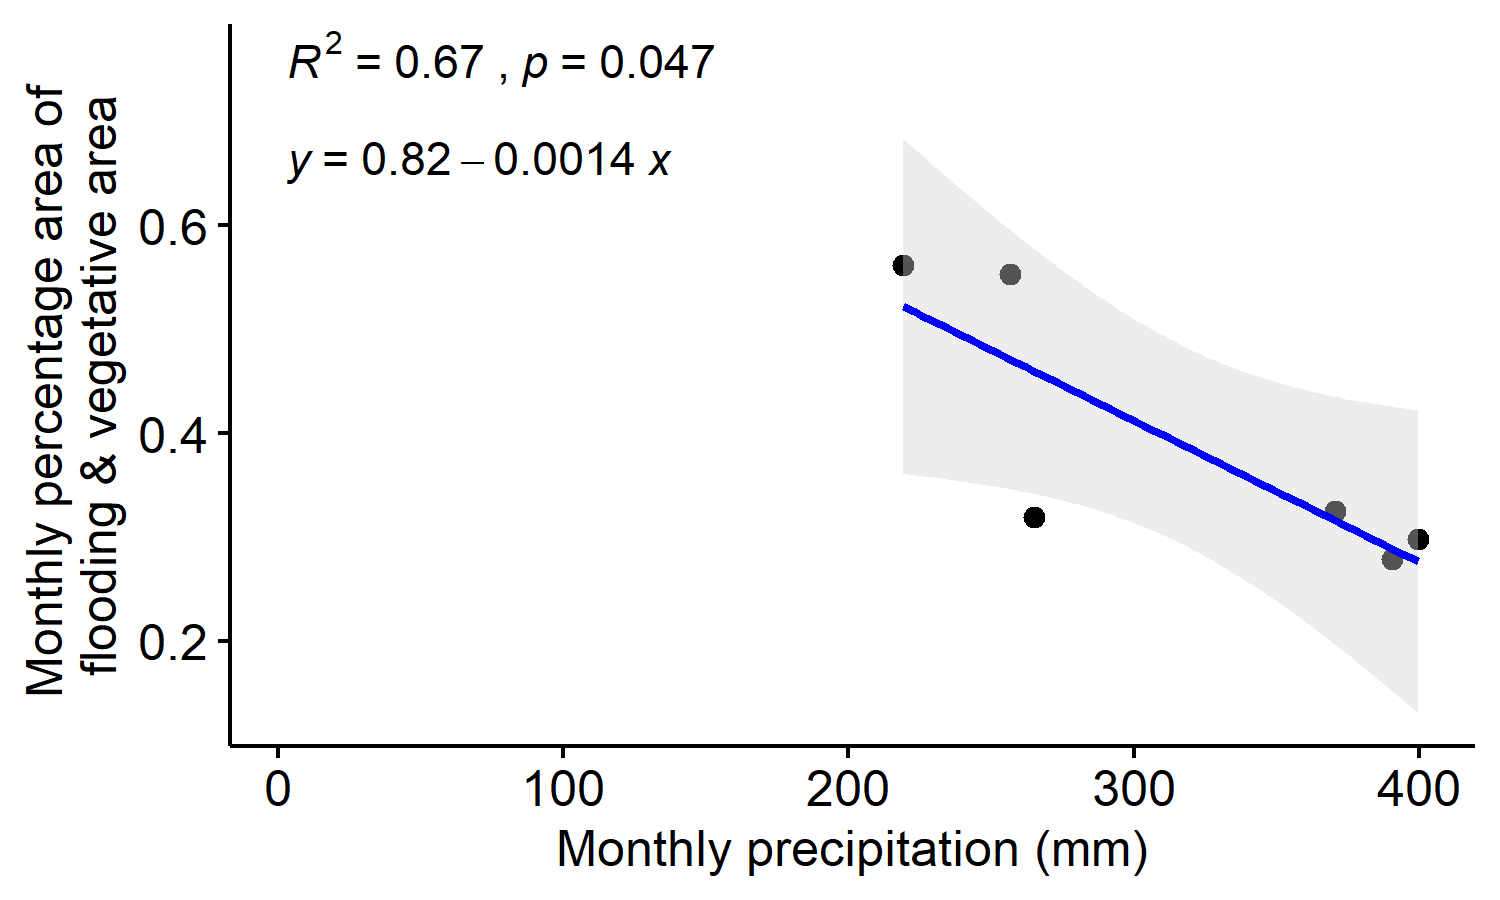 R² = 0.67 , p = 0.047
y = 0.82 – 0.0014 x
Monthly percentage area of
flooding & vegetative area
0.6
0.4
0.2
0 100 200 300 400
Monthly precipitation (mm)